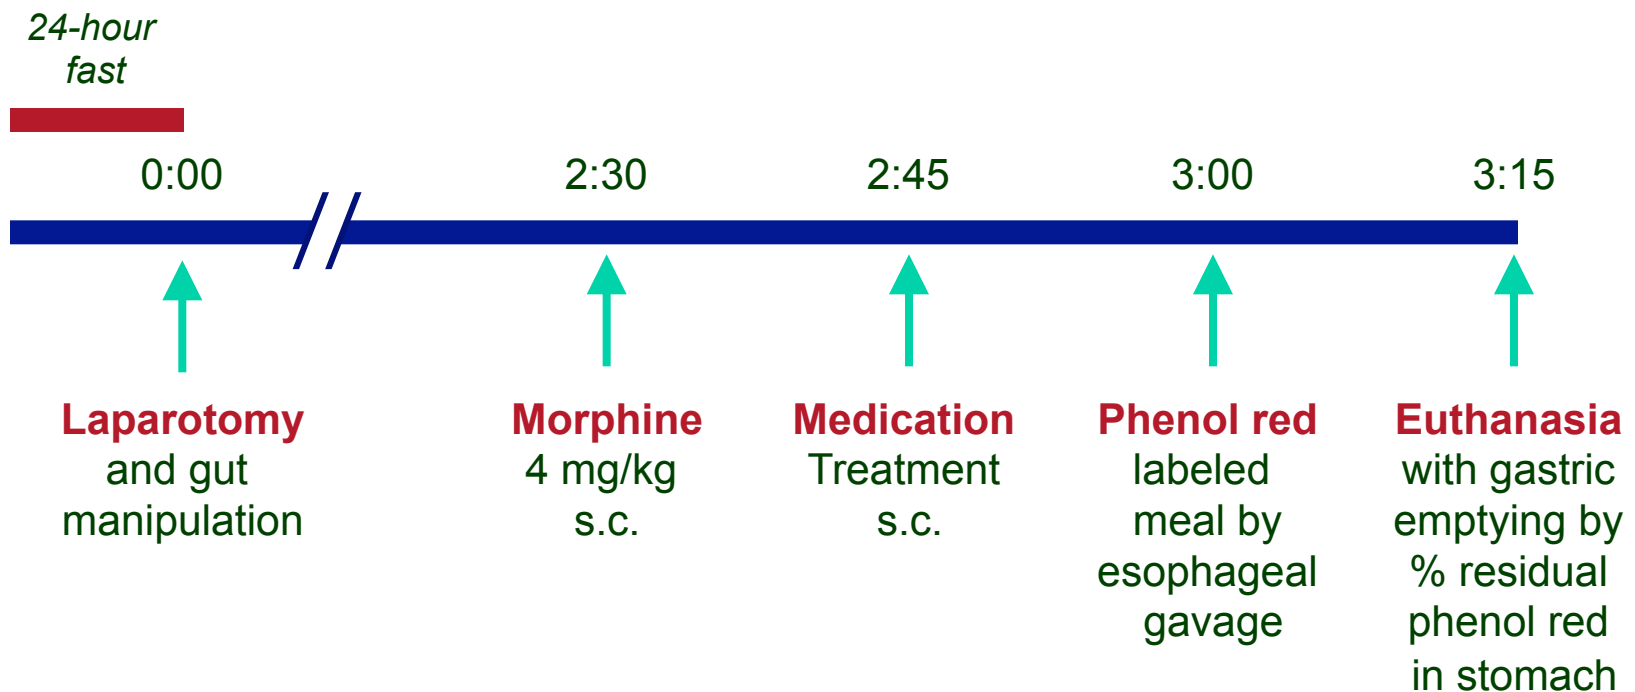 24-hour
fast
0:00
2:30
2:45
3:00
3:15
Laparotomy
and gut
manipulation
Morphine
4 mg/kg
s.c.
Medication
Treatment
s.c.
Phenol red
labeled
meal by
esophageal
gavage
Euthanasia
with gastric
emptying by
% residual
phenol red
in stomach